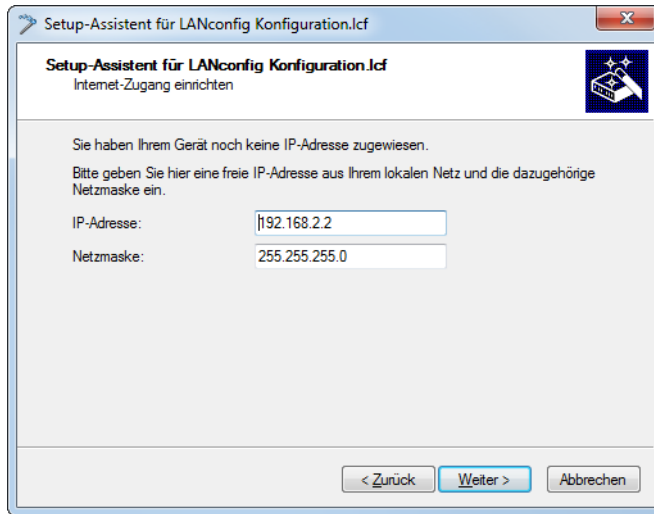 Setup-Assistent für LANconfig Konfiguration.lcf
Setup-Assistent für LANconfig Konfiguration.lcf
Internet-Zugang einrichten
Sie haben Ihrem Gerät noch keine IP-Adresse zugewiesen.
Bitte geben Sie hier eine freie IP-Adresse aus Ihrem lokalen Netz und die dazugehörige
Netzmaske ein.
IP-Adresse: 192.168.2.2
Netzmaske: 255.255.255.0
< Zurück Weiter > Abbrechen